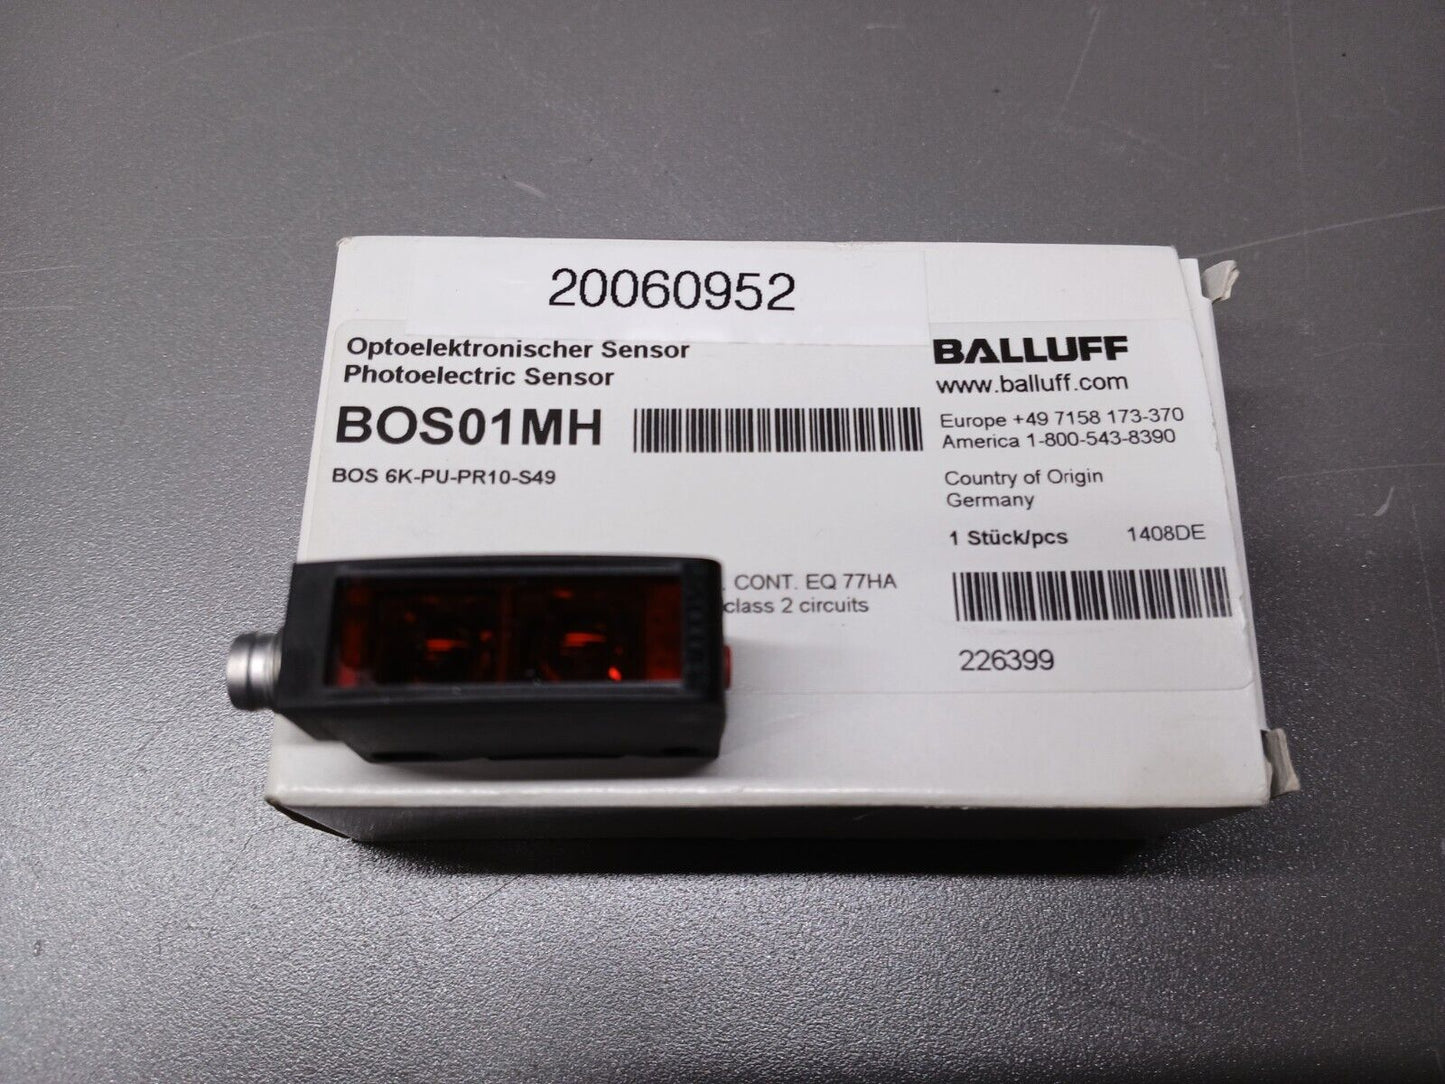 20060952
Optoelektronischer Sensor
Photoelectric Sensor
BOS01MH
BOS 6K-PU-PR10-S49
BALLUFF
www.balluff.com
Europe +49 7158 173-370
America 1-800-543-8390
Country of Origin
Germany
1 Stück/pcs 1408DE
. CONT. EQ 77HA
class 2 circuits
226399